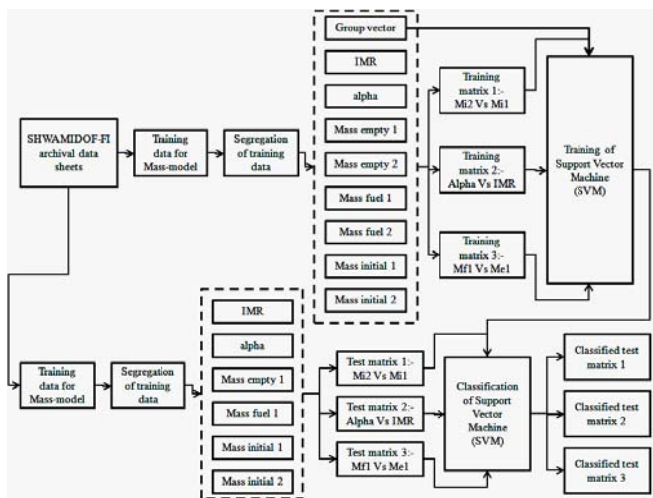 Group vector
IMR
alpha
Mass empty 1
Mass empty 2
Mass fuel 1
Mass fuel 2
Mass initial 1
Mass initial 2
SHWAMIDOF-FI
archival data
sheets
Training
data for
Mass-model
Segregation
of training
data
Training
matrix 1:-
Mi2 Vs Mi1
Training
matrix 2:-
Alpha Vs IMR
Training
matrix 3:-
Mf1 Vs Me1
Training of
Support Vector
Machine
(SVM)
Training
data for
Mass-model
Segregation
of training
data
IMR
alpha
Mass empty 1
Mass fuel 1
Mass initial 1
Mass initial 2
Test matrix 1:-
Mi2 Vs Mi1
Test matrix 2:-
Alpha Vs IMR
Test matrix 3:-
Mf1 Vs Me1
Classification
of Support
Vector
Machine
(SVM)
Classified test
matrix 1
Classified test
matrix 2
Classified test
matrix 3